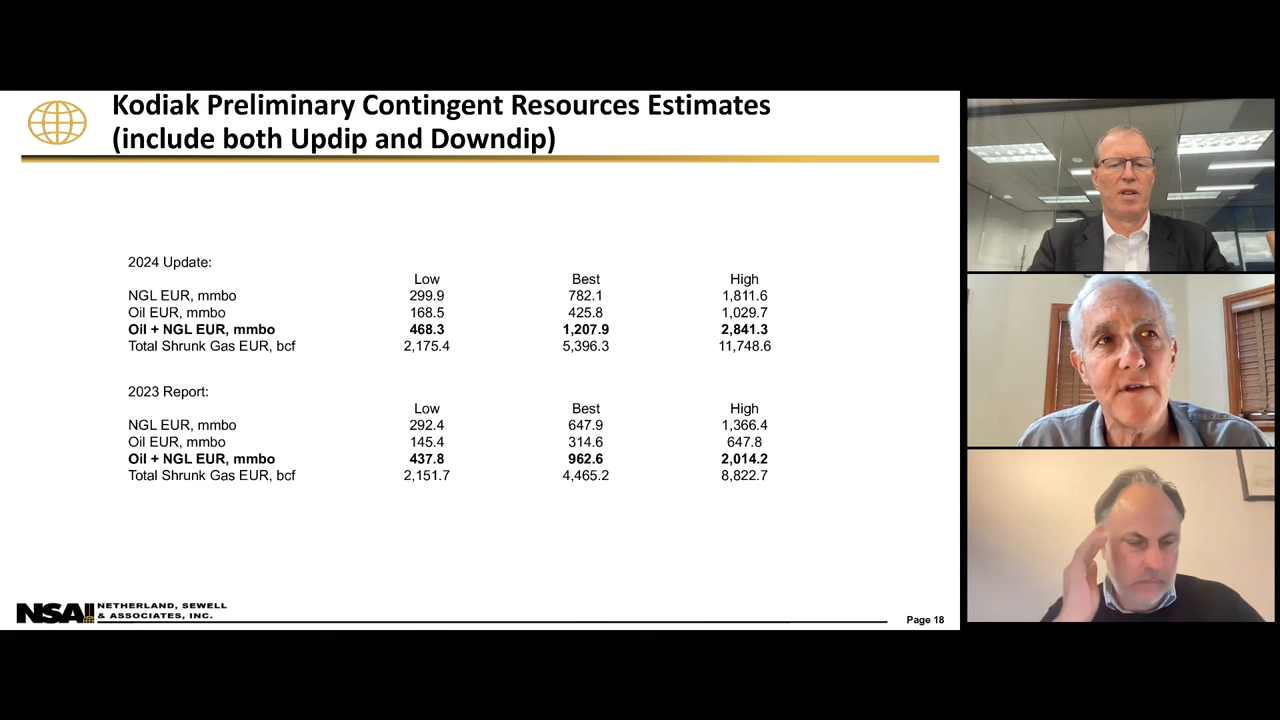 Kodiak Preliminary Contingent Resources Estimates
(include both Updip and Downdip)
2024 Update:
Low Best High
NGL EUR, mmbo 299.9 782.1 1,811.6
Oil EUR, mmbo 168.5 425.8 1,029.7
Oil + NGL EUR, mmbo 468.3 1,207.9 2,841.3
Total Shrunk Gas EUR, bcf 2,175.4 5,396.3 11,748.6
2023 Report:
Low Best High
NGL EUR, mmbo 292.4 647.9 1,366.4
Oil EUR, mmbo 145.4 314.6 647.8
Oil + NGL EUR, mmbo 437.8 962.6 2,014.2
Total Shrunk Gas EUR, bcf 2,151.7 4,465.2 8,822.7
NSAI NETHERLAND, SEWELL
& ASSOCIATES, INC.
Page 18